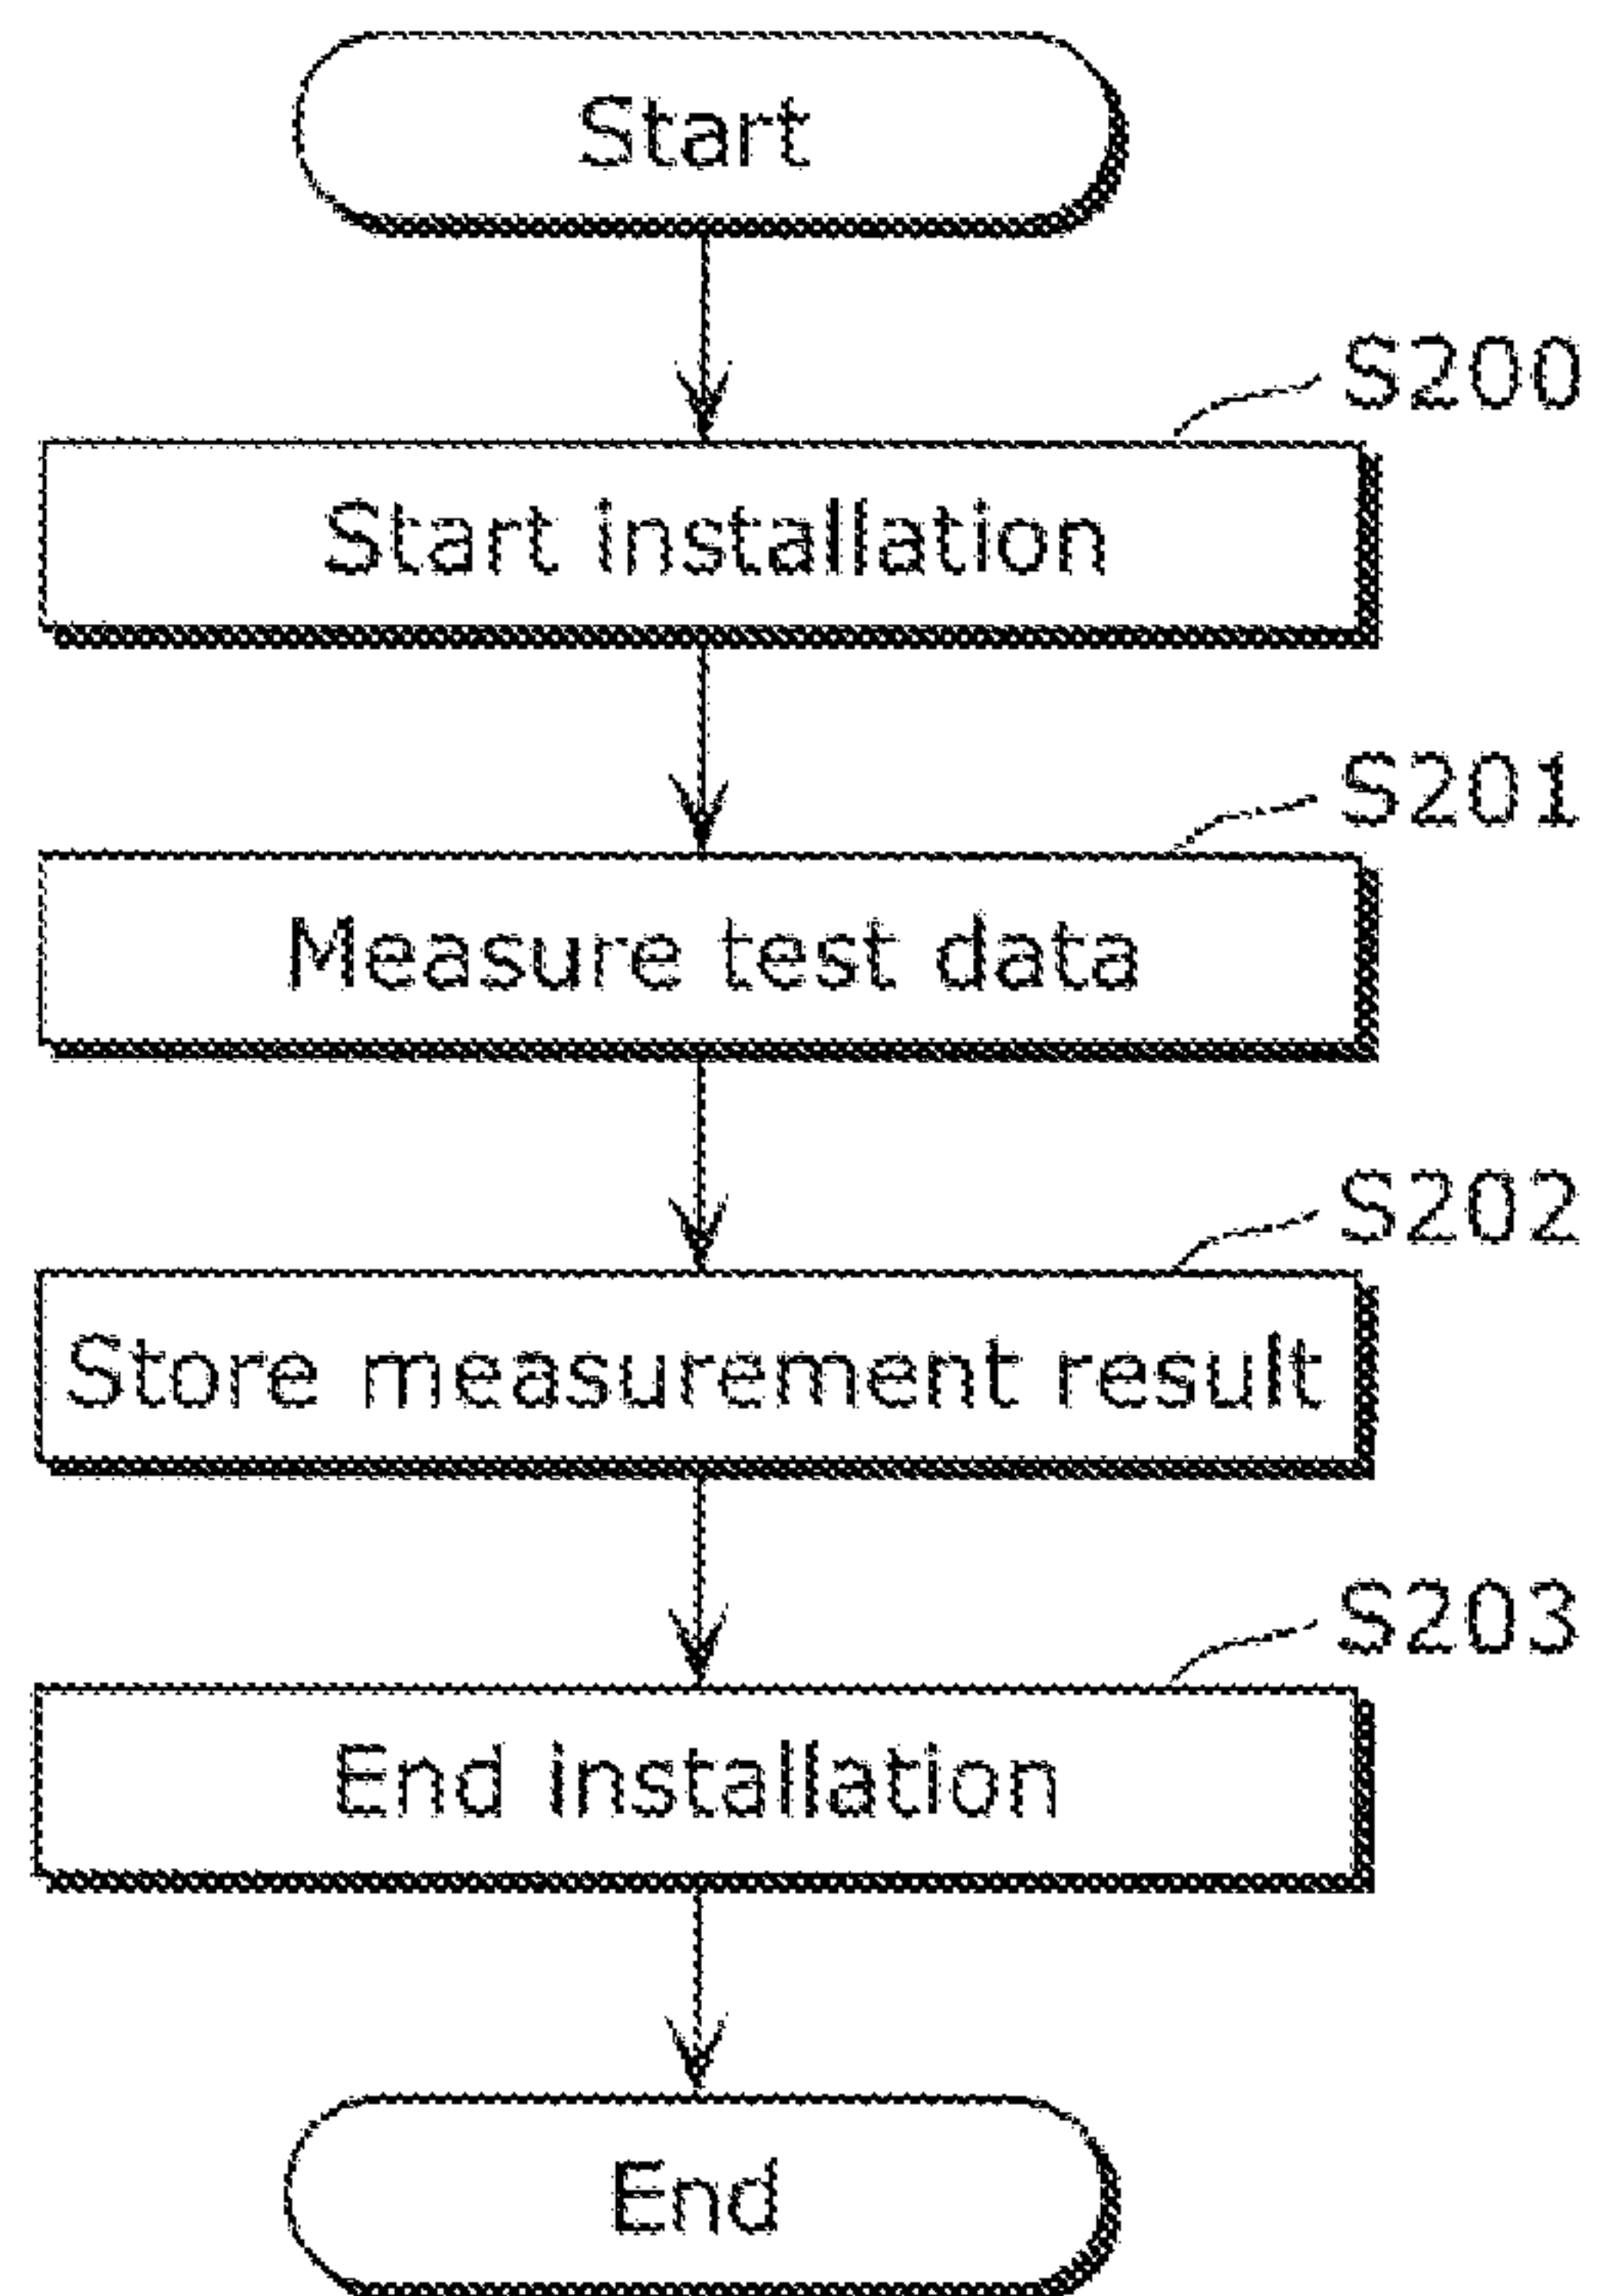 Start
S200
Start installation
S201
Measure test data
S202
Store measurement result
S203
End installation
End